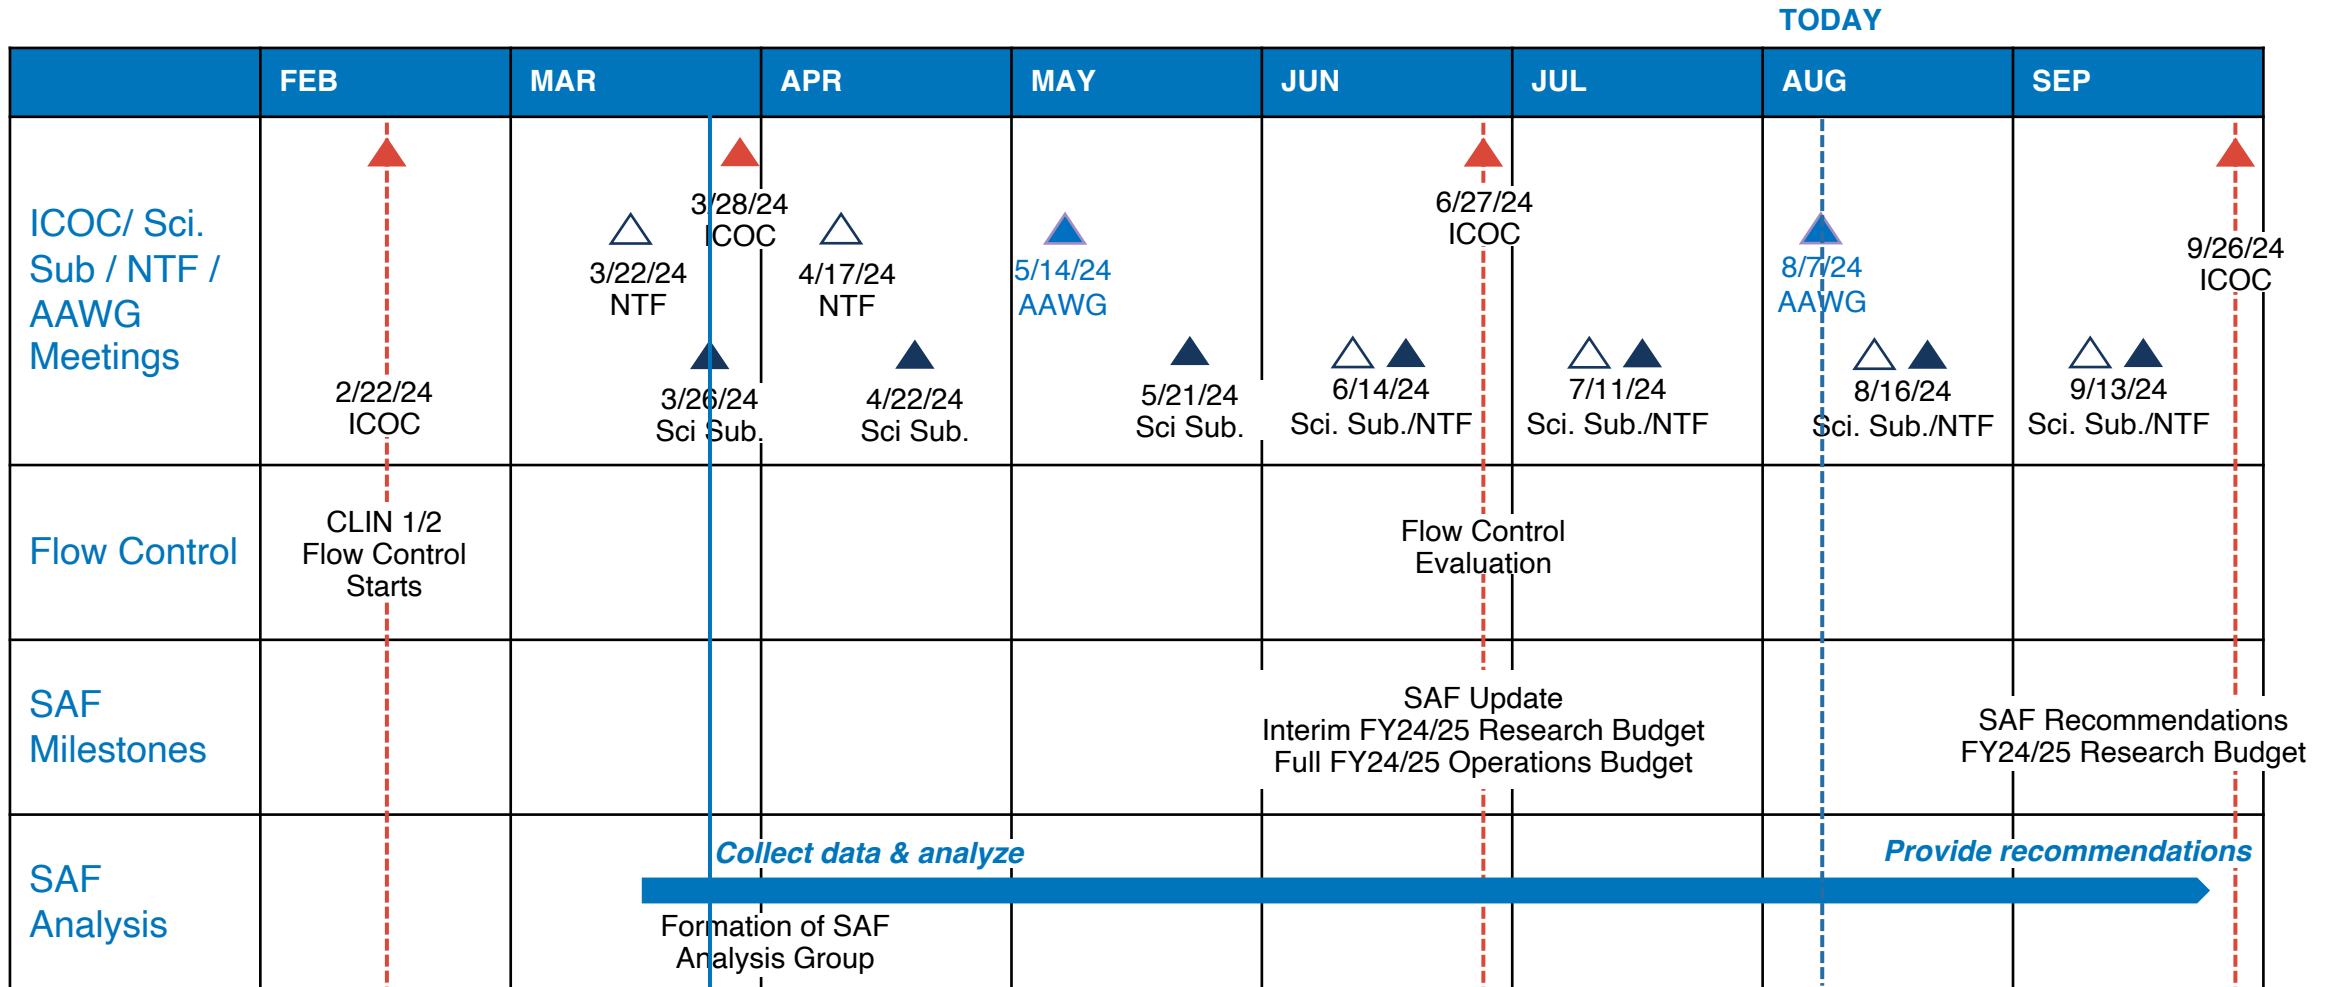 TODAY
FEB
MAR
APR
MAY
JUN
JUL
AUG
SEP
ICOC/ Sci.
Sub / NTF /
AAWG
Meetings
2/22/24
ICOC
3/22/24
NTF
3/28/24
ICOC
3/26/24
Sci Sub.
4/17/24
NTF
4/22/24
Sci Sub.
5/14/24
AAWG
5/21/24
Sci Sub.
6/27/24
ICOC
6/14/24
Sci. Sub./NTF
7/11/24
Sci. Sub./NTF
8/7/24
AAWG
8/16/24
Sci. Sub./NTF
9/26/24
ICOC
9/13/24
Sci. Sub./NTF
Flow Control
CLIN 1/2
Flow Control
Starts
Flow Control
Evaluation
SAF
Milestones
SAF Update
Interim FY24/25 Research Budget
Full FY24/25 Operations Budget
SAF Recommendations
FY24/25 Research Budget
SAF
Analysis
Collect data & analyze
Provide recommendations
Formation of SAF
Analysis Group